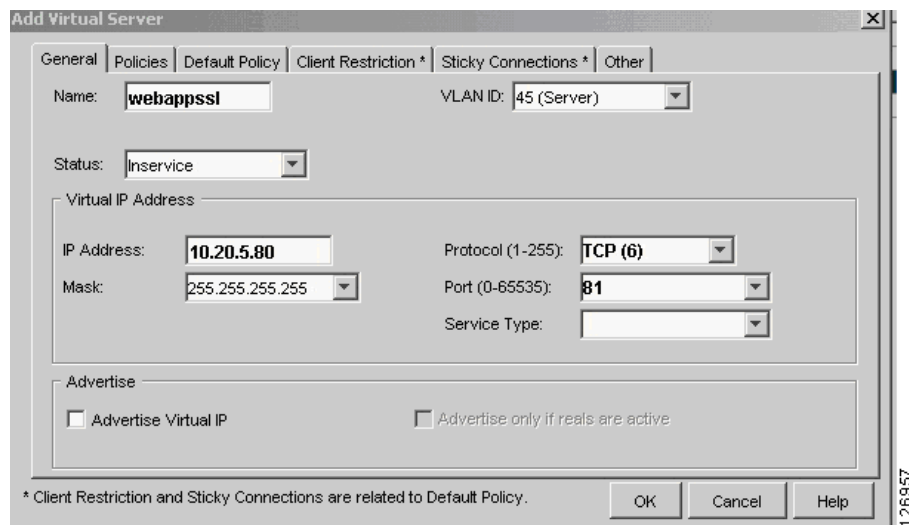 Add Virtual Server
General Policies Default Policy Client Restriction * Sticky Connections * Other
Name: webappssl VLAN ID: 45 (Server)
Status: Inservice
Virtual IP Address
IP Address: 10.20.5.80 Protocol (1-255): TCP (6)
Mask: 255.255.255.255 Port (0-65535): 81
Service Type:
Advertise
Advertise Virtual IP Advertise only if reals are active
* Client Restriction and Sticky Connections are related to Default Policy.
OK Cancel Help
126957